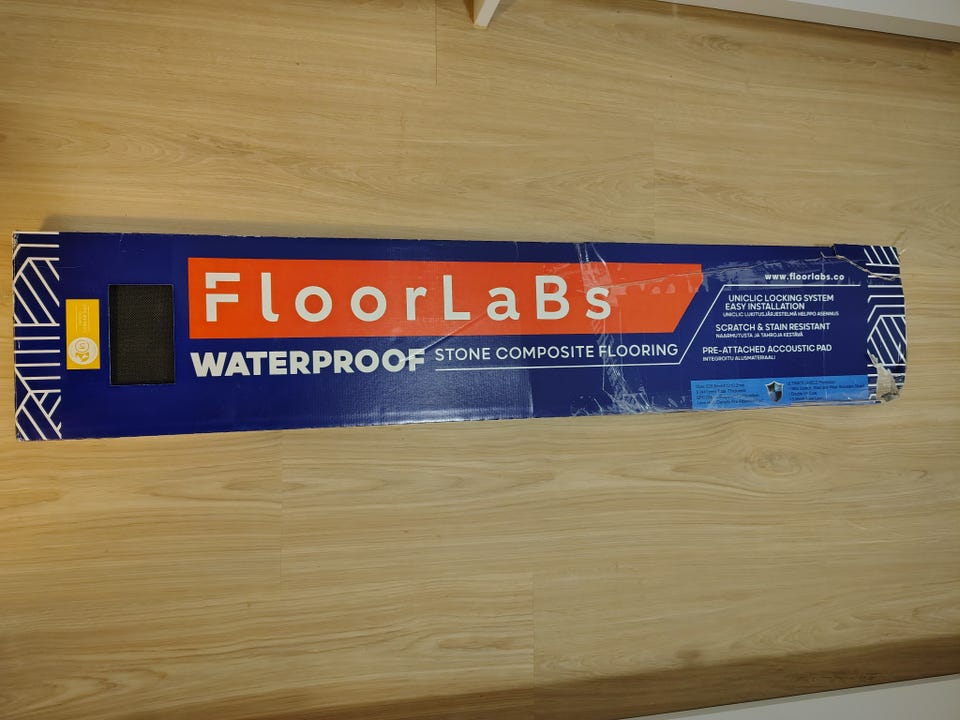 FloorLaBs
WATERPROOF STONE COMPOSITE FLOORING
www.floorlabs.co
UNICLIC LOCKING SYSTEM
EASY INSTALLATION
UNICLIC LUKITUSJÄRJESTELMÄ HELPPO ASENNUS
SCRATCH & STAIN RESISTANT
NAARMUTUSTA JA TAHROJA KESTÄVÄ
PRE-ATTACHED ACCOUSTIC PAD
INTEGROITU ALUSMATERIAALI